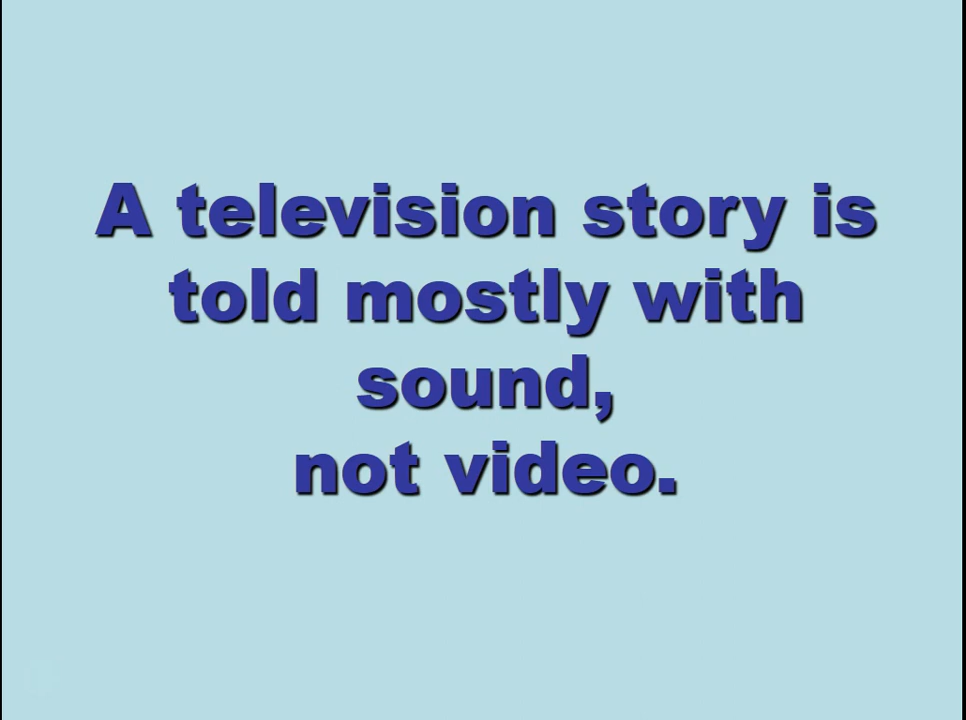 A television story is
told mostly with
sound,
not video.